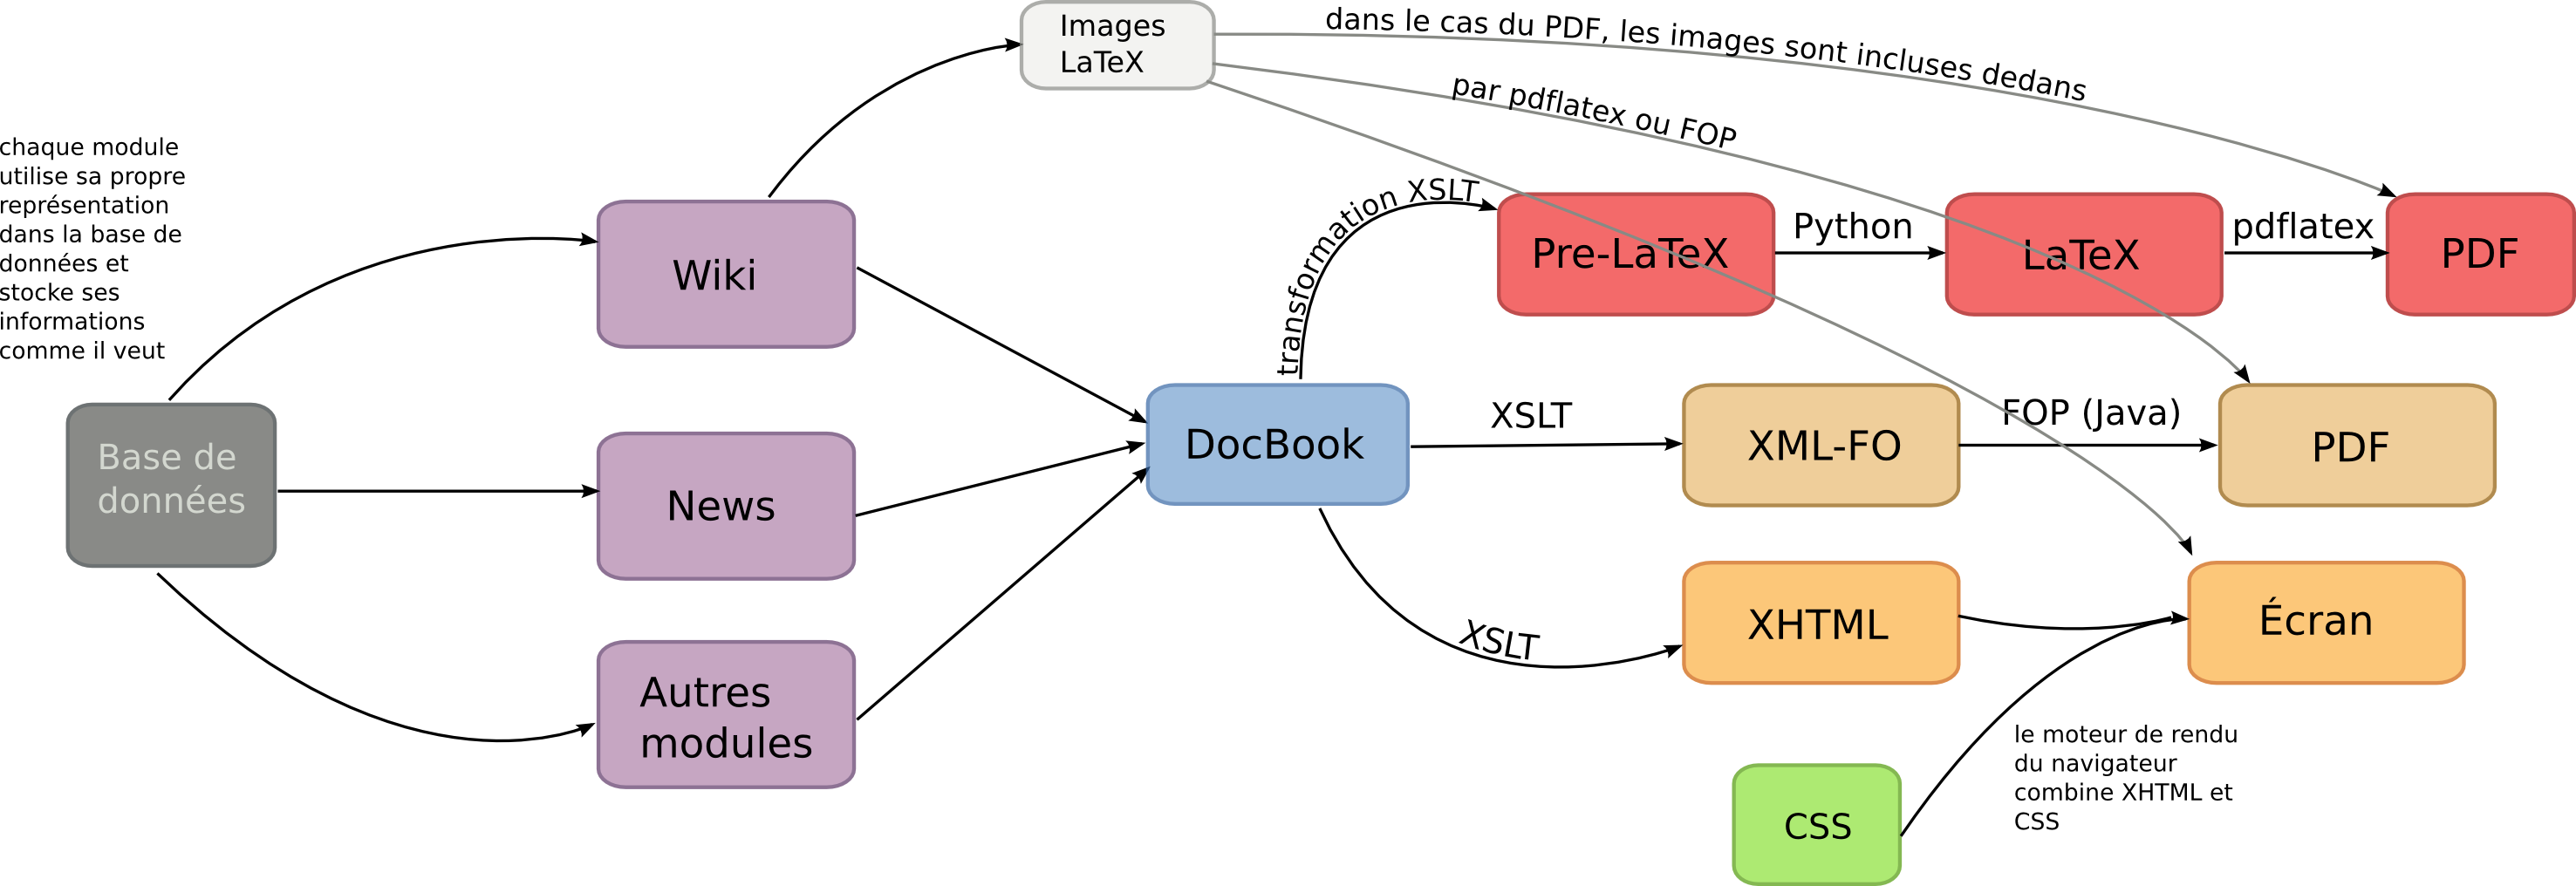 Images
LaTeX
dans le cas du PDF, les images sont incluses dedans
par pdflatex ou FOP
chaque module
utilise sa propre
représentation
dans la base de
données et
stocke ses
informations
comme il veut
Wiki
transformation XSLT
Pre-LaTeX
Python
LaTeX
pdflatex
PDF
Base de
données
News
DocBook
XSLT
XML-FO
FOP (Java)
PDF
Autres
modules
XSLT
XHTML
Écran
le moteur de rendu
du navigateur
combine XHTML et
CSS
CSS